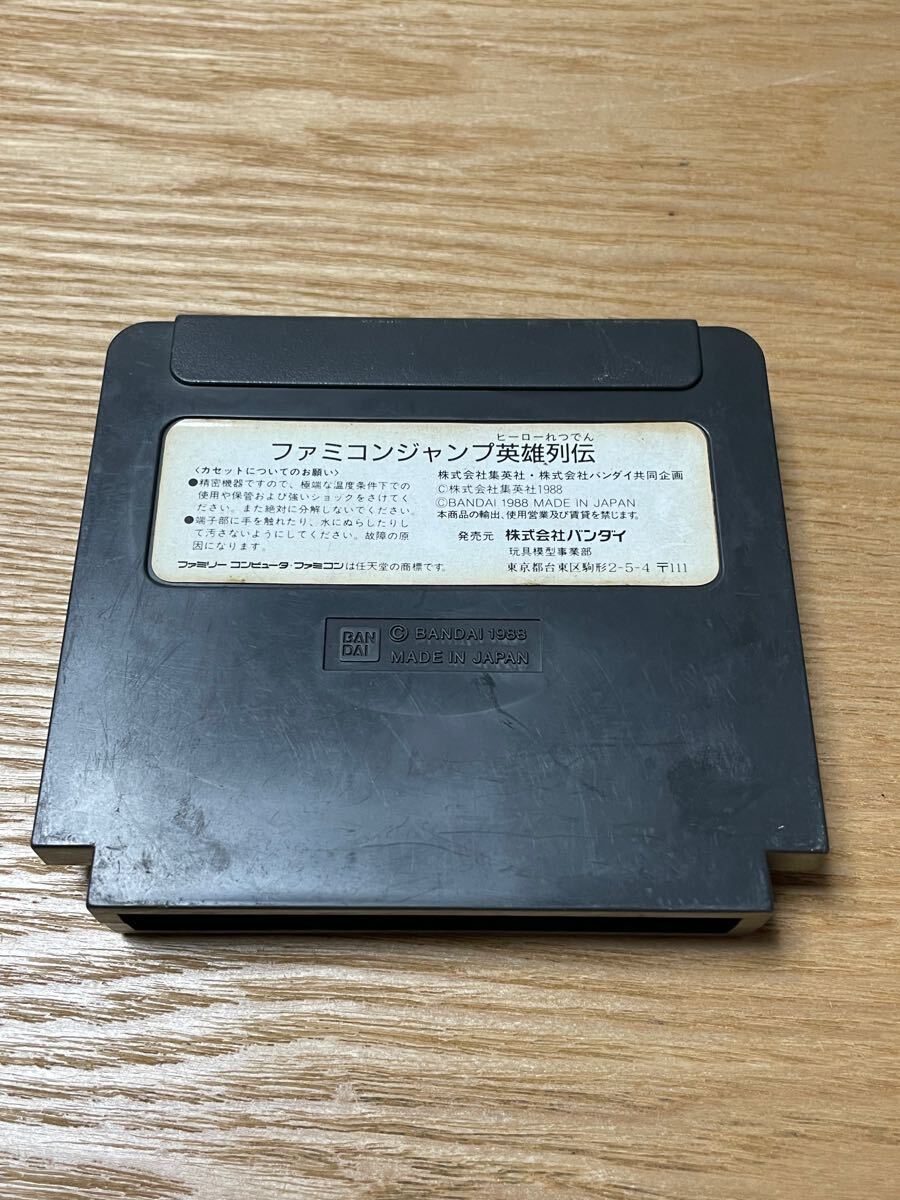 ヒーローれつでん
ファミコンジャンプ英雄列伝
〈カセットについてのお願い〉
●精密機器ですので、極端な温度条件下での
使用や保管および強いショックをさけてく
ださい。また絶対に分解しないでください。
●端子部に手を触れたり、水にぬらしたりし
て汚さないようにしてください。故障の原
因になります。
ファミリーコンピュータ・ファミコンは任天堂の商標です。
株式会社集英社・株式会社バンダイ共同企画
©株式会社集英社1988
©BANDAI 1988 MADE IN JAPAN
本商品の輸出、使用営業及び賃貸を禁じます。
発売元 株式会社バンダイ
玩具模型事業部
東京都台東区駒形2-5-4 〒111
BAN
DAI
© BANDAI 1988
MADE IN JAPAN